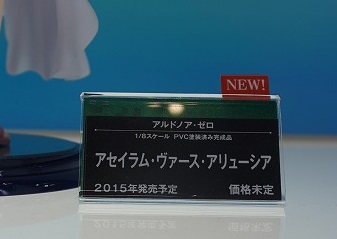 NEW!
アルドノア・ゼロ
1/8スケール PVC塗装済み完成品
アセイラム・ヴァース・アリューシア
2015年発売予定 価格未定